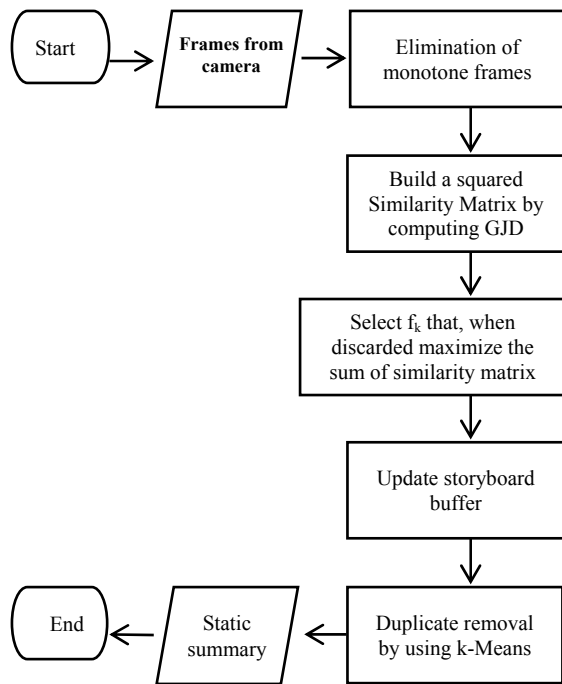 Start
Frames from
camera
Elimination of
monotone frames
Build a squared
Similarity Matrix by
computing GJD
Select fk that, when
discarded maximize the
sum of similarity matrix
Update storyboard
buffer
Duplicate removal
by using k-Means
Static
summary
End